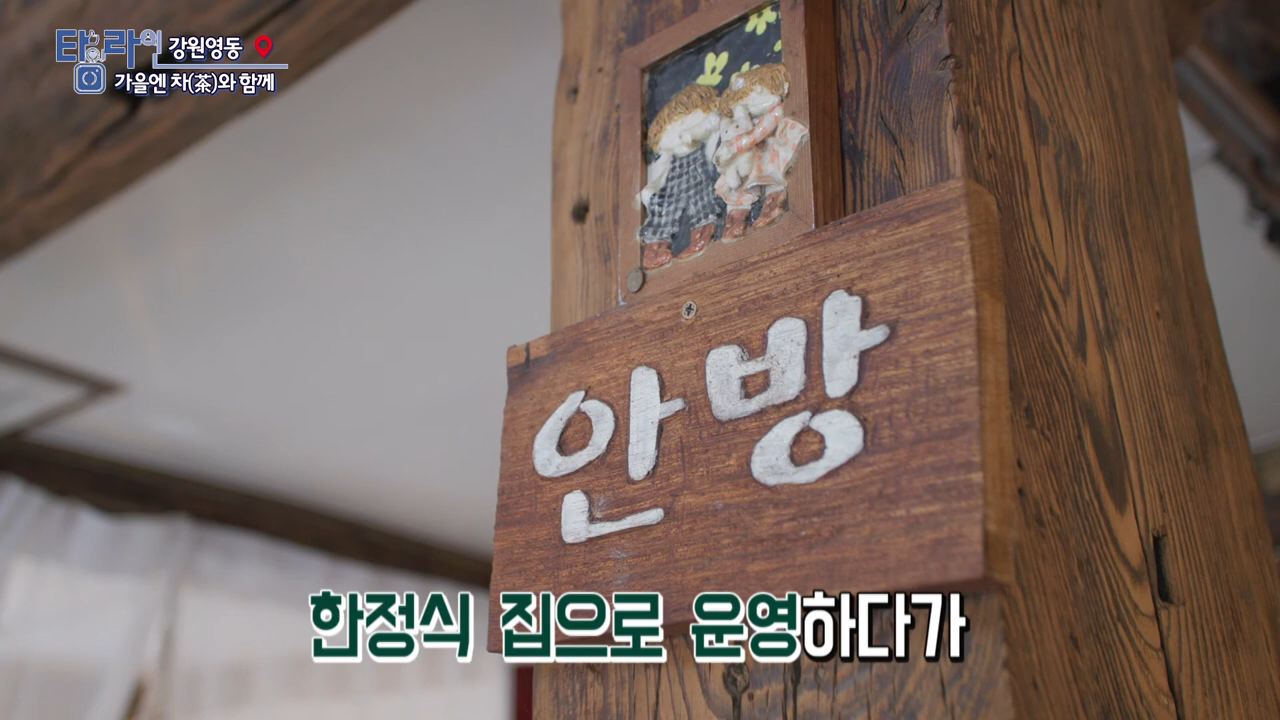 타라의 강원영동
가을엔 차(茶)와 함께
안방
한정식 집으로 운영하다가